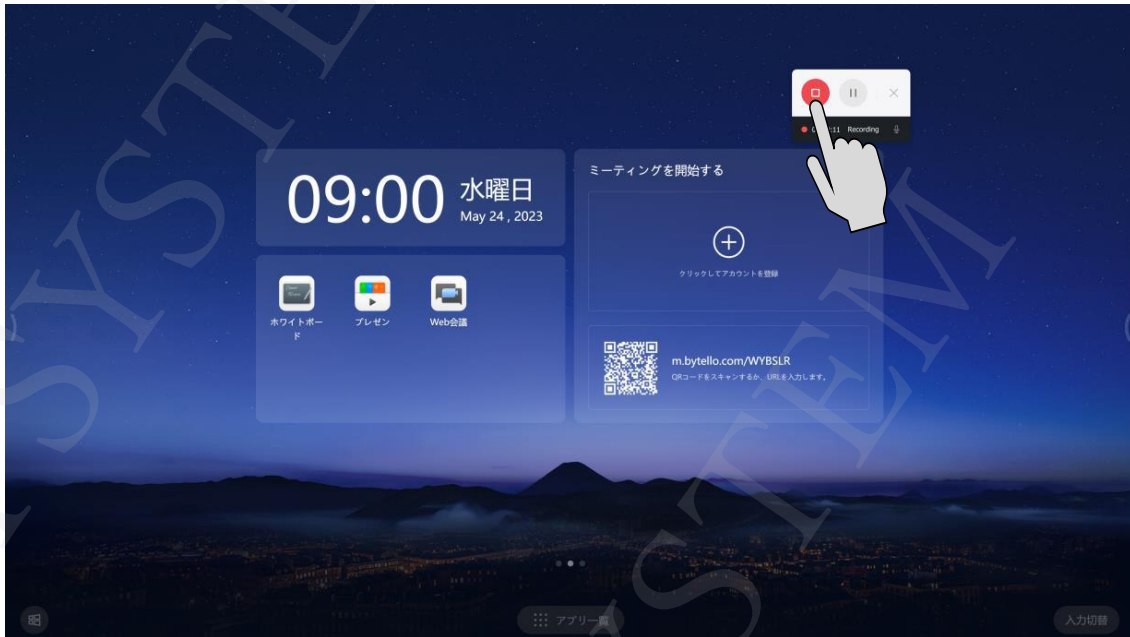 09:00 水曜日
May 24 , 2023
ホワイトボー
ド
プレゼン
Web会議
Recording
ミーティングを開始する
クリックしてアカウントを登録
m.bytello.com/WYBSLR
QRコードをスキャンするか、URLを入力します。
アプリ一覧
入力切替
SYSTEM
SYSTEM